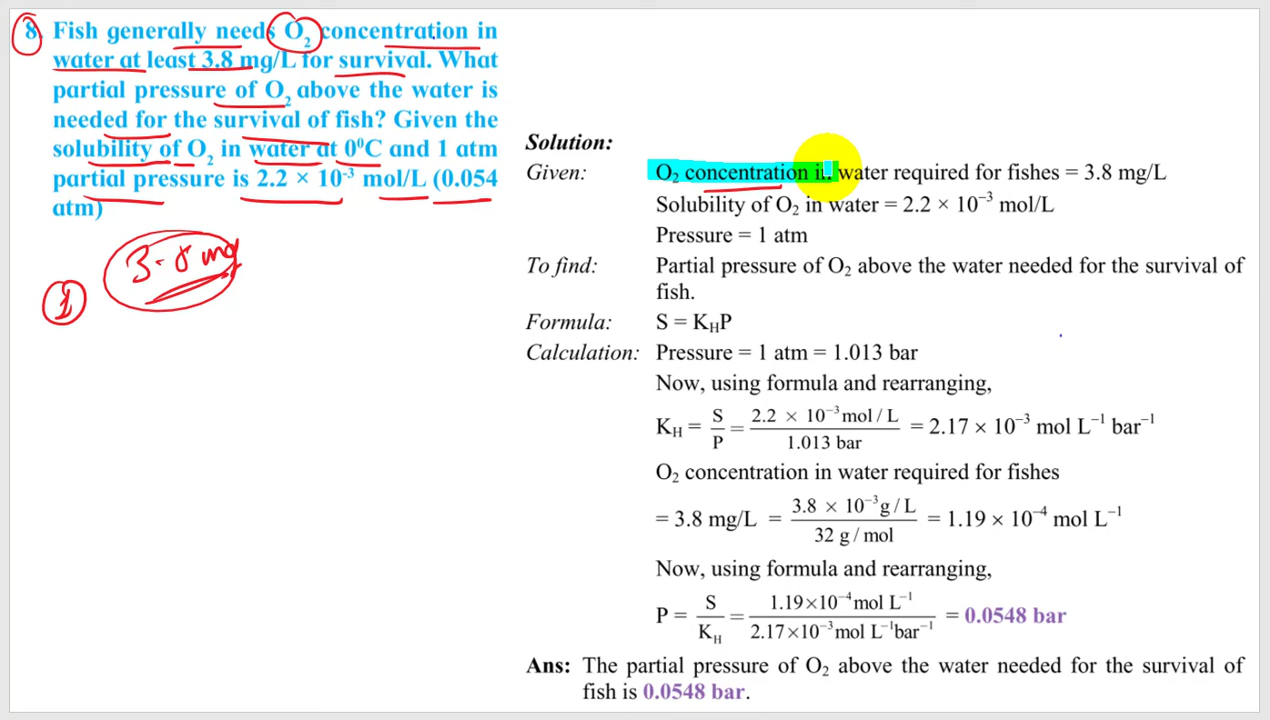 8. Fish generally needs O₂ concentration in
water at least 3.8 mg/L for survival. What
partial pressure of O₂ above the water is
needed for the survival of fish? Given the
solubility of O₂ in water at 0⁰C and 1 atm
partial pressure is 2.2 × 10⁻³ mol/L (0.054
atm)
3.8 mg
1
Solution:
Given: O₂ concentration in water required for fishes = 3.8 mg/L
Solubility of O₂ in water = 2.2 × 10⁻³ mol/L
Pressure = 1 atm
To find: Partial pressure of O₂ above the water needed for the survival of
fish.
Formula: S = K_HP
Calculation: Pressure = 1 atm = 1.013 bar
Now, using formula and rearranging,
K_H = S/P = 2.2 × 10⁻³ mol / L / 1.013 bar = 2.17 × 10⁻³ mol L⁻¹ bar⁻¹
O₂ concentration in water required for fishes
= 3.8 mg/L = 3.8 × 10⁻³ g / L / 32 g / mol = 1.19 × 10⁻⁴ mol L⁻¹
Now, using formula and rearranging,
P = S/K_H = 1.19×10⁻⁴ mol L⁻¹ / 2.17×10⁻³ mol L⁻¹bar⁻¹ = 0.0548 bar
Ans: The partial pressure of O₂ above the water needed for the survival of
fish is 0.0548 bar.